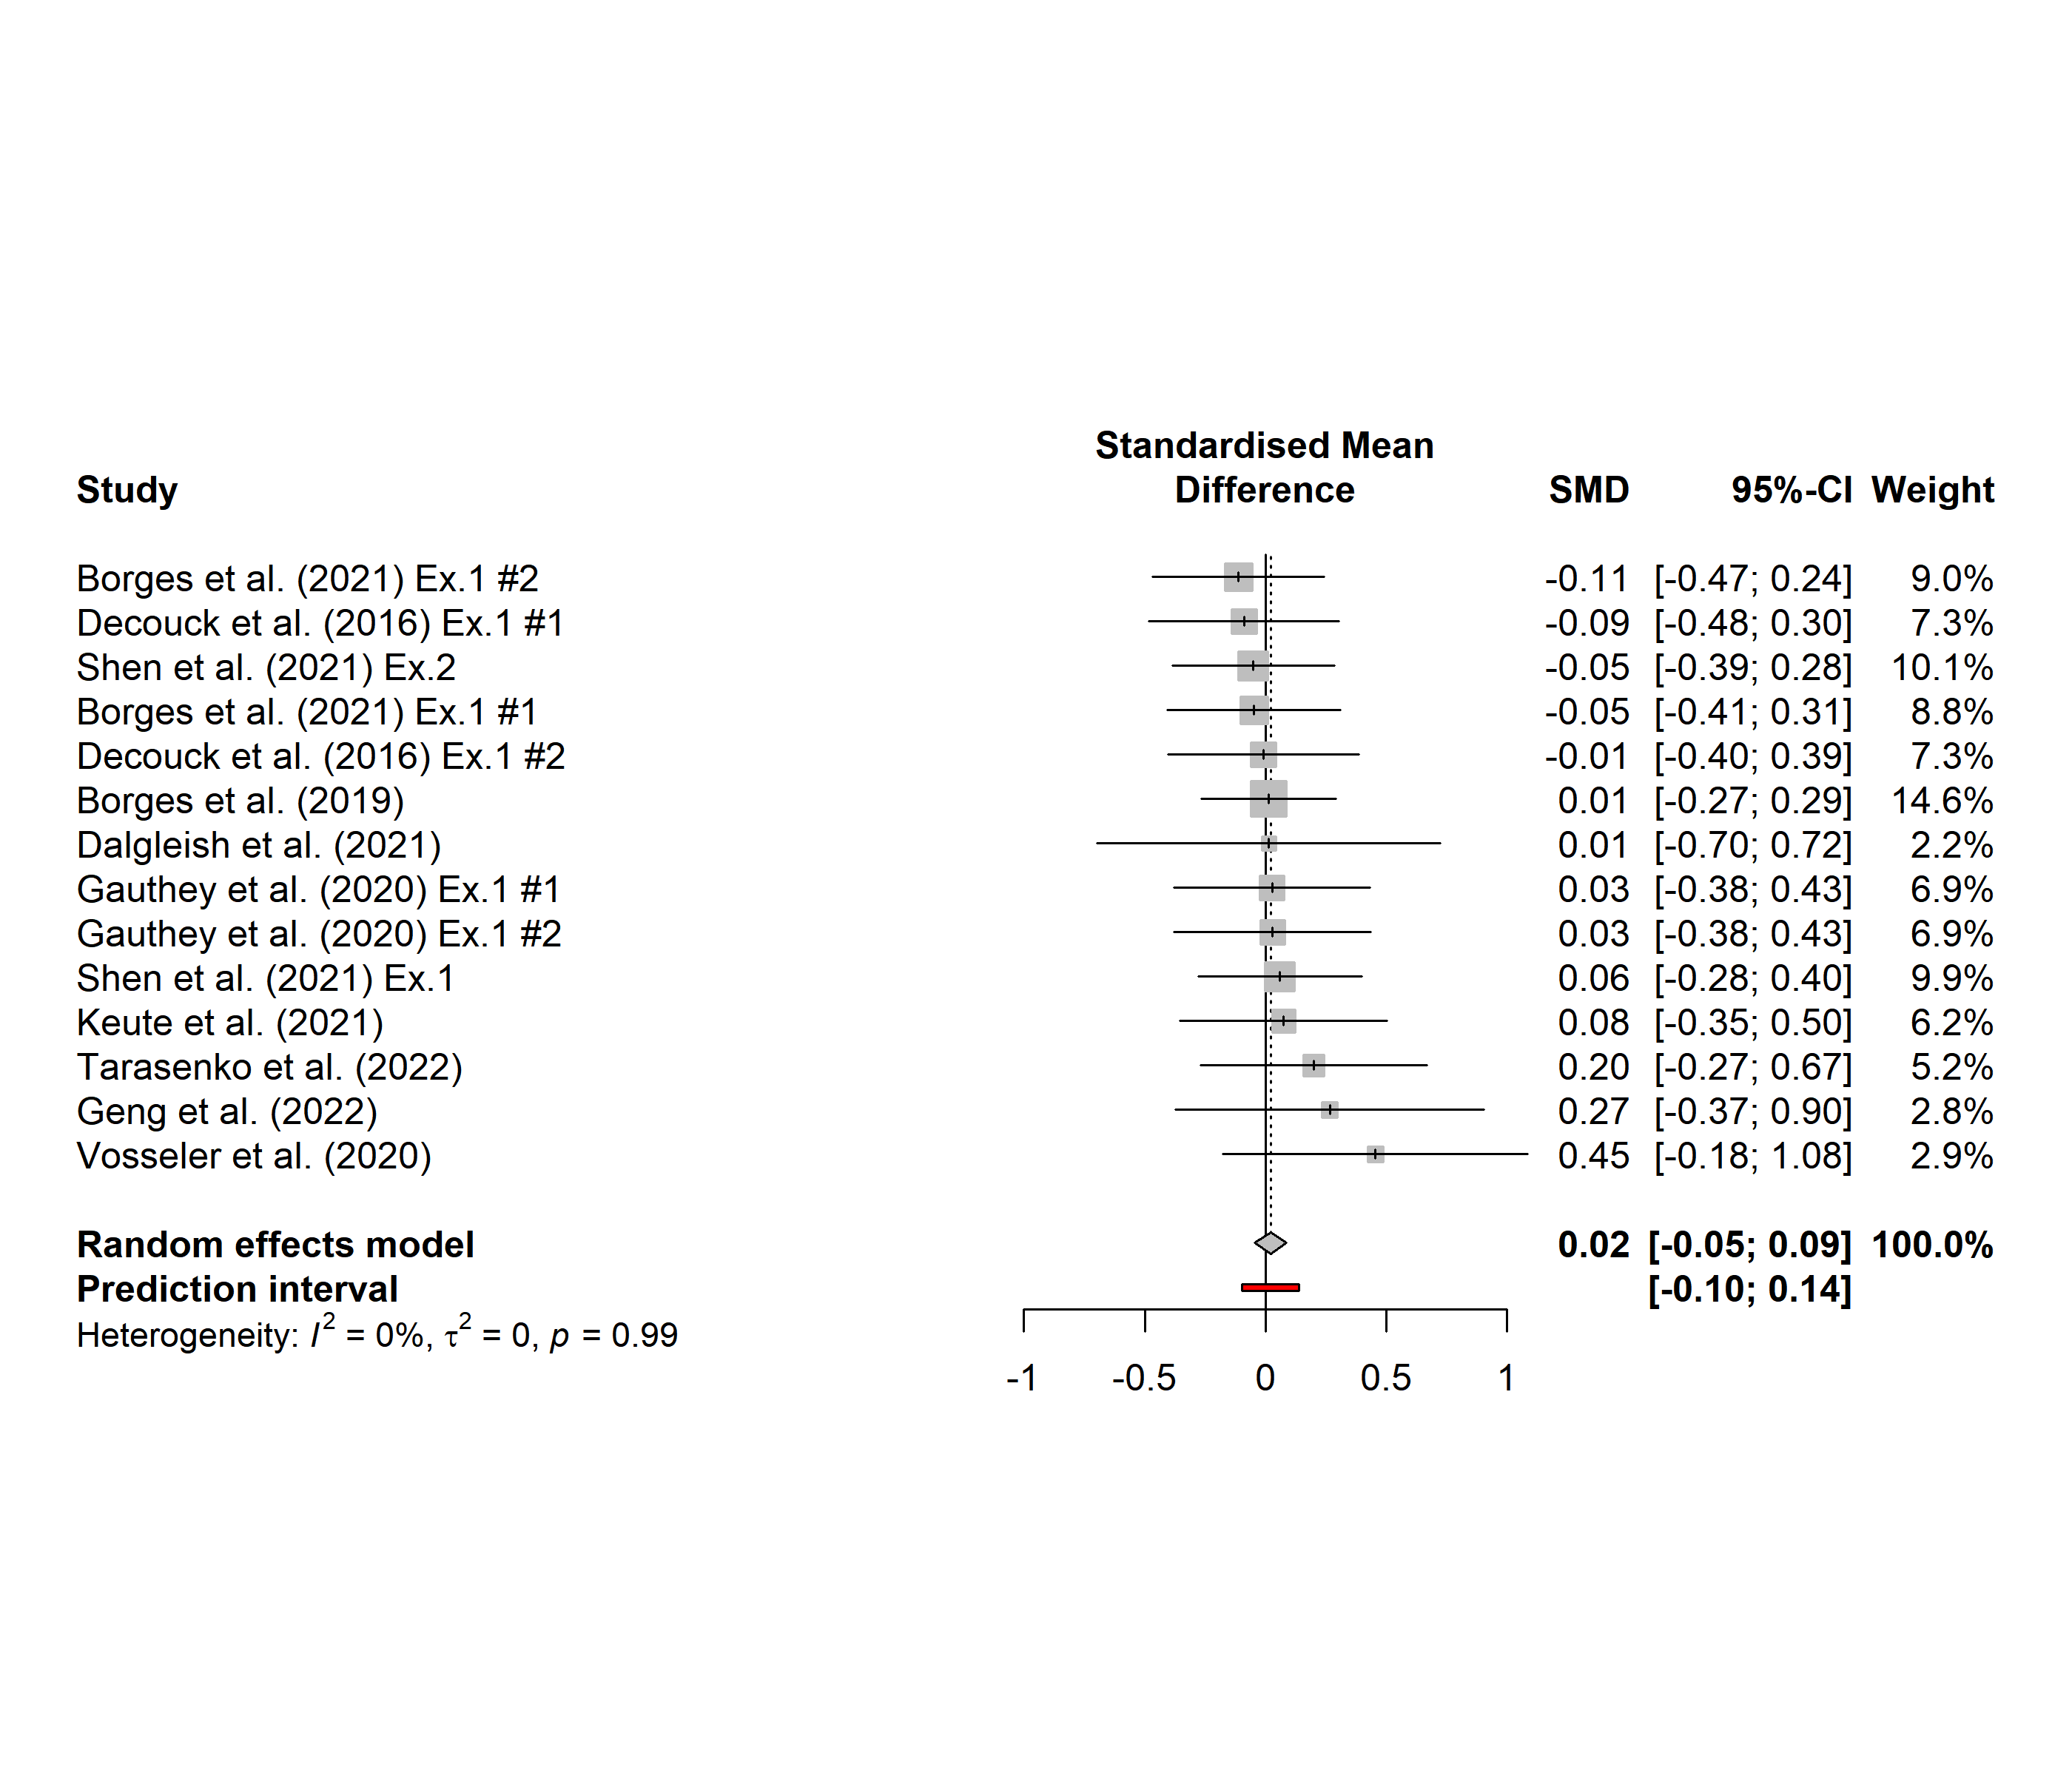 Standardised Mean
Study Difference SMD 95%-CI Weight
Borges et al. (2021) Ex.1 #2 -0.11 [-0.47; 0.24] 9.0%
Decouck et al. (2016) Ex.1 #1 -0.09 [-0.48; 0.30] 7.3%
Shen et al. (2021) Ex.2 -0.05 [-0.39; 0.28] 10.1%
Borges et al. (2021) Ex.1 #1 -0.05 [-0.41; 0.31] 8.8%
Decouck et al. (2016) Ex.1 #2 -0.01 [-0.40; 0.39] 7.3%
Borges et al. (2019) 0.01 [-0.27; 0.29] 14.6%
Dalgleish et al. (2021) 0.01 [-0.70; 0.72] 2.2%
Gauthey et al. (2020) Ex.1 #1 0.03 [-0.38; 0.43] 6.9%
Gauthey et al. (2020) Ex.1 #2 0.03 [-0.38; 0.43] 6.9%
Shen et al. (2021) Ex.1 0.06 [-0.28; 0.40] 9.9%
Keute et al. (2021) 0.08 [-0.35; 0.50] 6.2%
Tarasenko et al. (2022) 0.20 [-0.27; 0.67] 5.2%
Geng et al. (2022) 0.27 [-0.37; 0.90] 2.8%
Vosseler et al. (2020) 0.45 [-0.18; 1.08] 2.9%
Random effects model 0.02 [-0.05; 0.09] 100.0%
Prediction interval [-0.10; 0.14]
Heterogeneity: I² = 0%, τ² = 0, p = 0.99
-1 -0.5 0 0.5 1